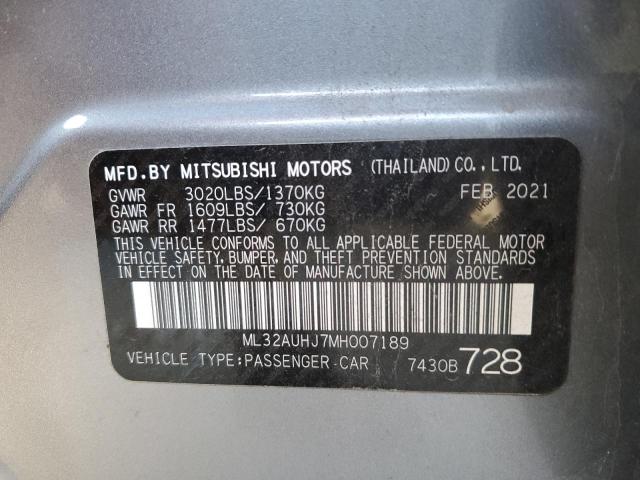 MFD.BY MITSUBISHI MOTORS (THAILAND)CO.,LTD.
GVWR 3020LBS/1370KG FEB 2021
GAWR FR 1609LBS/ 730KG
GAWR RR 1477LBS/ 670KG
THIS VEHICLE CONFORMS TO ALL APPLICABLE FEDERAL MOTOR
VEHICLE SAFETY, BUMPER, AND THEFT PREVENTION STANDARDS
IN EFFECT ON THE DATE OF MANUFACTURE SHOWN ABOVE.
ML32AUHJ7MH007189
VEHICLE TYPE:PASSENGER CAR 7430B 728